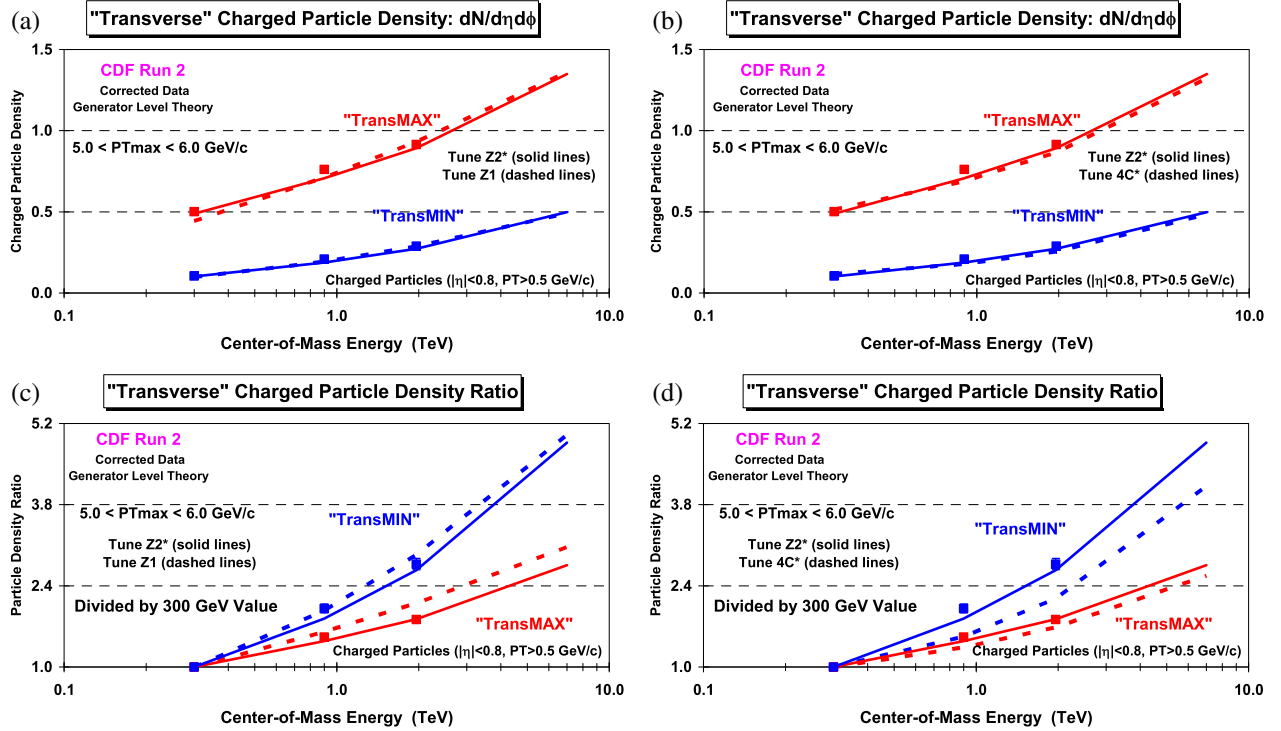 (a)
"Transverse" Charged Particle Density: dN/dηdϕ
Charged Particle Density
1.5
1.0
0.5
0.0
CDF Run 2
Corrected Data
Generator Level Theory
"TransMAX"
5.0 < PTmax < 6.0 GeV/c
Tune Z2* (solid lines)
Tune Z1 (dashed lines)
"TransMIN"
Charged Particles (|η|<0.8, PT>0.5 GeV/c)
0.1 1.0 10.0
Center-of-Mass Energy (TeV)
(b)
"Transverse" Charged Particle Density: dN/dηdϕ
Charged Particle Density
1.5
1.0
0.5
0.0
CDF Run 2
Corrected Data
Generator Level Theory
"TransMAX"
5.0 < PTmax < 6.0 GeV/c
Tune Z2* (solid lines)
Tune 4C* (dashed lines)
"TransMIN"
Charged Particles (|η|<0.8, PT>0.5 GeV/c)
0.1 1.0 10.0
Center-of-Mass Energy (TeV)
(c)
"Transverse" Charged Particle Density Ratio
Particle Density Ratio
5.2
3.8
2.4
1.0
CDF Run 2
Corrected Data
Generator Level Theory
5.0 < PTmax < 6.0 GeV/c
"TransMIN"
Tune Z2* (solid lines)
Tune Z1 (dashed lines)
Divided by 300 GeV Value
"TransMAX"
Charged Particles (|η|<0.8, PT>0.5 GeV/c)
0.1 1.0 10.0
Center-of-Mass Energy (TeV)
(d)
"Transverse" Charged Particle Density Ratio
Particle Density Ratio
5.2
3.8
2.4
1.0
CDF Run 2
Corrected Data
Generator Level Theory
5.0 < PTmax < 6.0 GeV/c
"TransMIN"
Tune Z2* (solid lines)
Tune 4C* (dashed lines)
Divided by 300 GeV Value
"TransMAX"
Charged Particles (|η|<0.8, PT>0.5 GeV/c)
0.1 1.0 10.0
Center-of-Mass Energy (TeV)